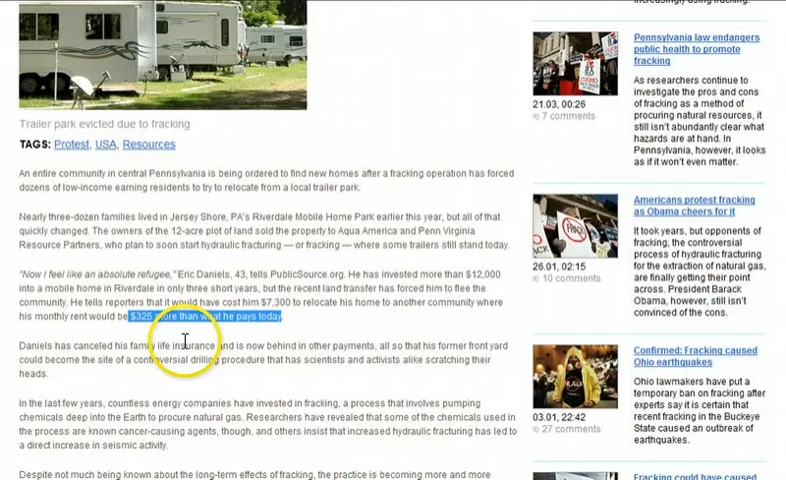 Trailer park evicted due to fracking
TAGS: Protest, USA, Resources
An entire community in central Pennsylvania is being ordered to find new homes after a fracking operation has forced
dozens of low-income earning residents to try to relocate from a local trailer park.
Nearly three-dozen families lived in Jersey Shore, PA's Riverdale Mobile Home Park earlier this year, but all of that
quickly changed. The owners of the 12-acre plot of land sold the property to Aqua America and Penn Virginia
Resource Partners, who plan to soon start hydraulic fracturing — or fracking — where some trailers still stand today.
"Now I feel like an absolute refugee," Eric Daniels, 43, tells PublicSource.org. He has invested more than $12,000
into a mobile home in Riverdale in only three short years, but the recent land transfer has forced him to flee the
community. He tells reporters that it would have cost him $7,300 to relocate his home to another community where
his monthly rent would be $325 more than what he pays today.
Daniels has canceled his family life insurance and is now behind in other payments, all so that his former front yard
could become the site of a controversial drilling procedure that has scientists and activists alike scratching their
heads.
In the last few years, countless energy companies have invested in fracking, a process that involves pumping
chemicals deep into the Earth to procure natural gas. Researchers have revealed that some of the chemicals used in
the process are known cancer-causing agents, though, and others insist that increased hydraulic fracturing has led to
a direct increase in seismic activity.
Despite not much being known about the long-term effects of fracking, the practice is becoming more and more
increasingly using fracking.
Pennsylvania law endangers
public health to promote
fracking
21.03, 00:26
7 comments
As researchers continue to
investigate the pros and cons
of fracking as a method of
procuring natural resources, it
still isn't abundantly clear what
hazards are at hand. In
Pennsylvania, however, it looks
as if it won't even matter.
Americans protest fracking
as Obama cheers for it
26.01, 02:15
10 comments
It took years, but opponents of
fracking, the controversial
process of hydraulic fracturing
for the extraction of natural gas,
are finally getting their point
across. President Barack
Obama, however, still isn't
convinced of the cons.
Confirmed: Fracking caused
Ohio earthquakes
03.01, 22:42
27 comments
Ohio lawmakers have put a
temporary ban on fracking after
experts say it is certain that
recent fracking in the Buckeye
State caused an outbreak of
earthquakes.
Fracking could have caused